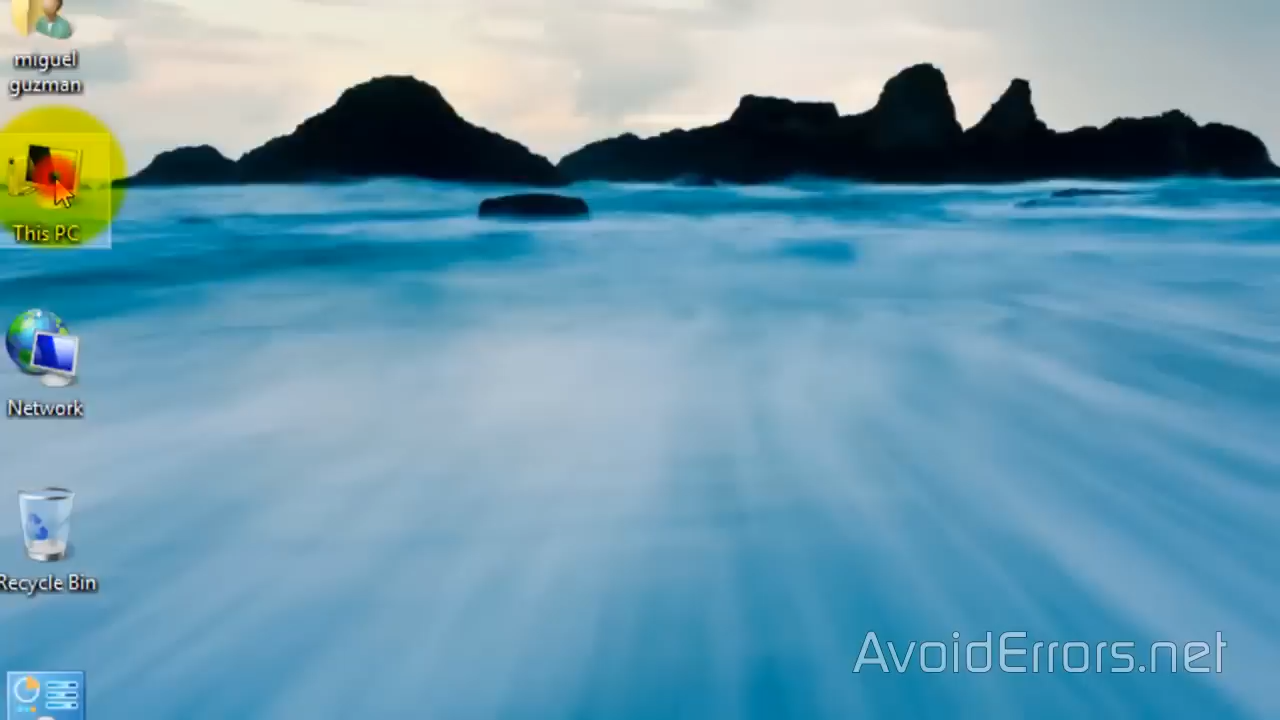 miguel
guzman
This PC
Network
Recycle Bin
AvoidErrors.net